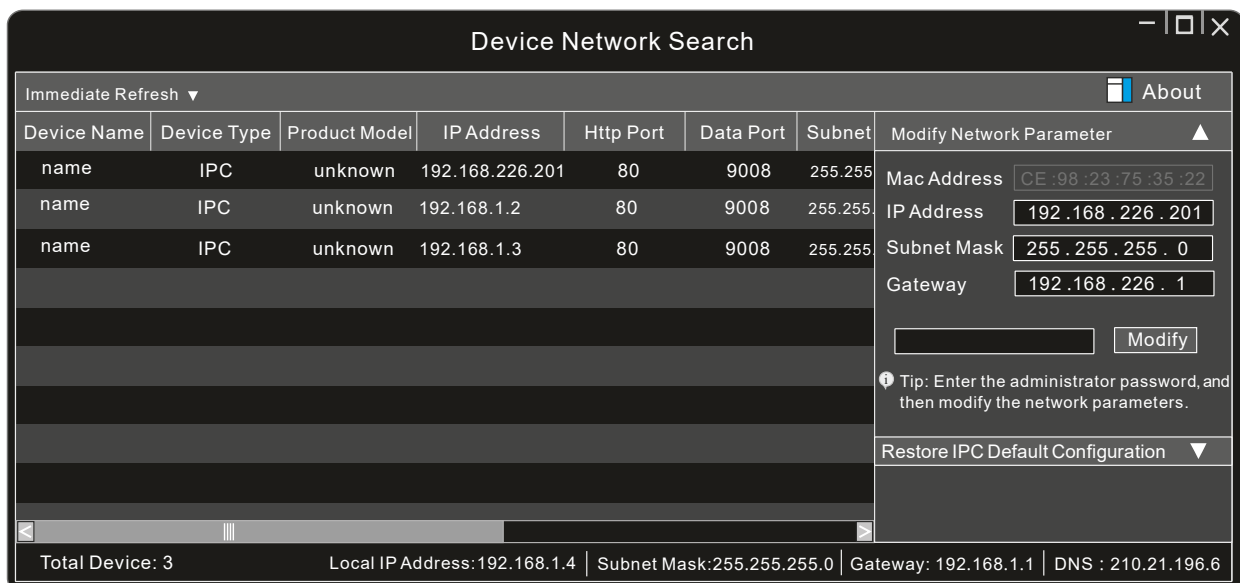 Device Network Search
Immediate Refresh ▼
About
Device Name Device Type Product Model IP Address Http Port Data Port Subnet
name IPC unknown 192.168.226.201 80 9008 255.255
name IPC unknown 192.168.1.2 80 9008 255.255.
name IPC unknown 192.168.1.3 80 9008 255.255.
Modify Network Parameter
Mac Address CE :98 :23 :75 :35 :22
IP Address 192 .168 . 226 . 201
Subnet Mask 255 . 255 . 255 . 0
Gateway 192 .168 . 226 . 1
Modify
Tip: Enter the administrator password, and
then modify the network parameters.
Restore IPC Default Configuration
Total Device: 3 Local IP Address:192.168.1.4 Subnet Mask:255.255.255.0 Gateway: 192.168.1.1 DNS : 210.21.196.6